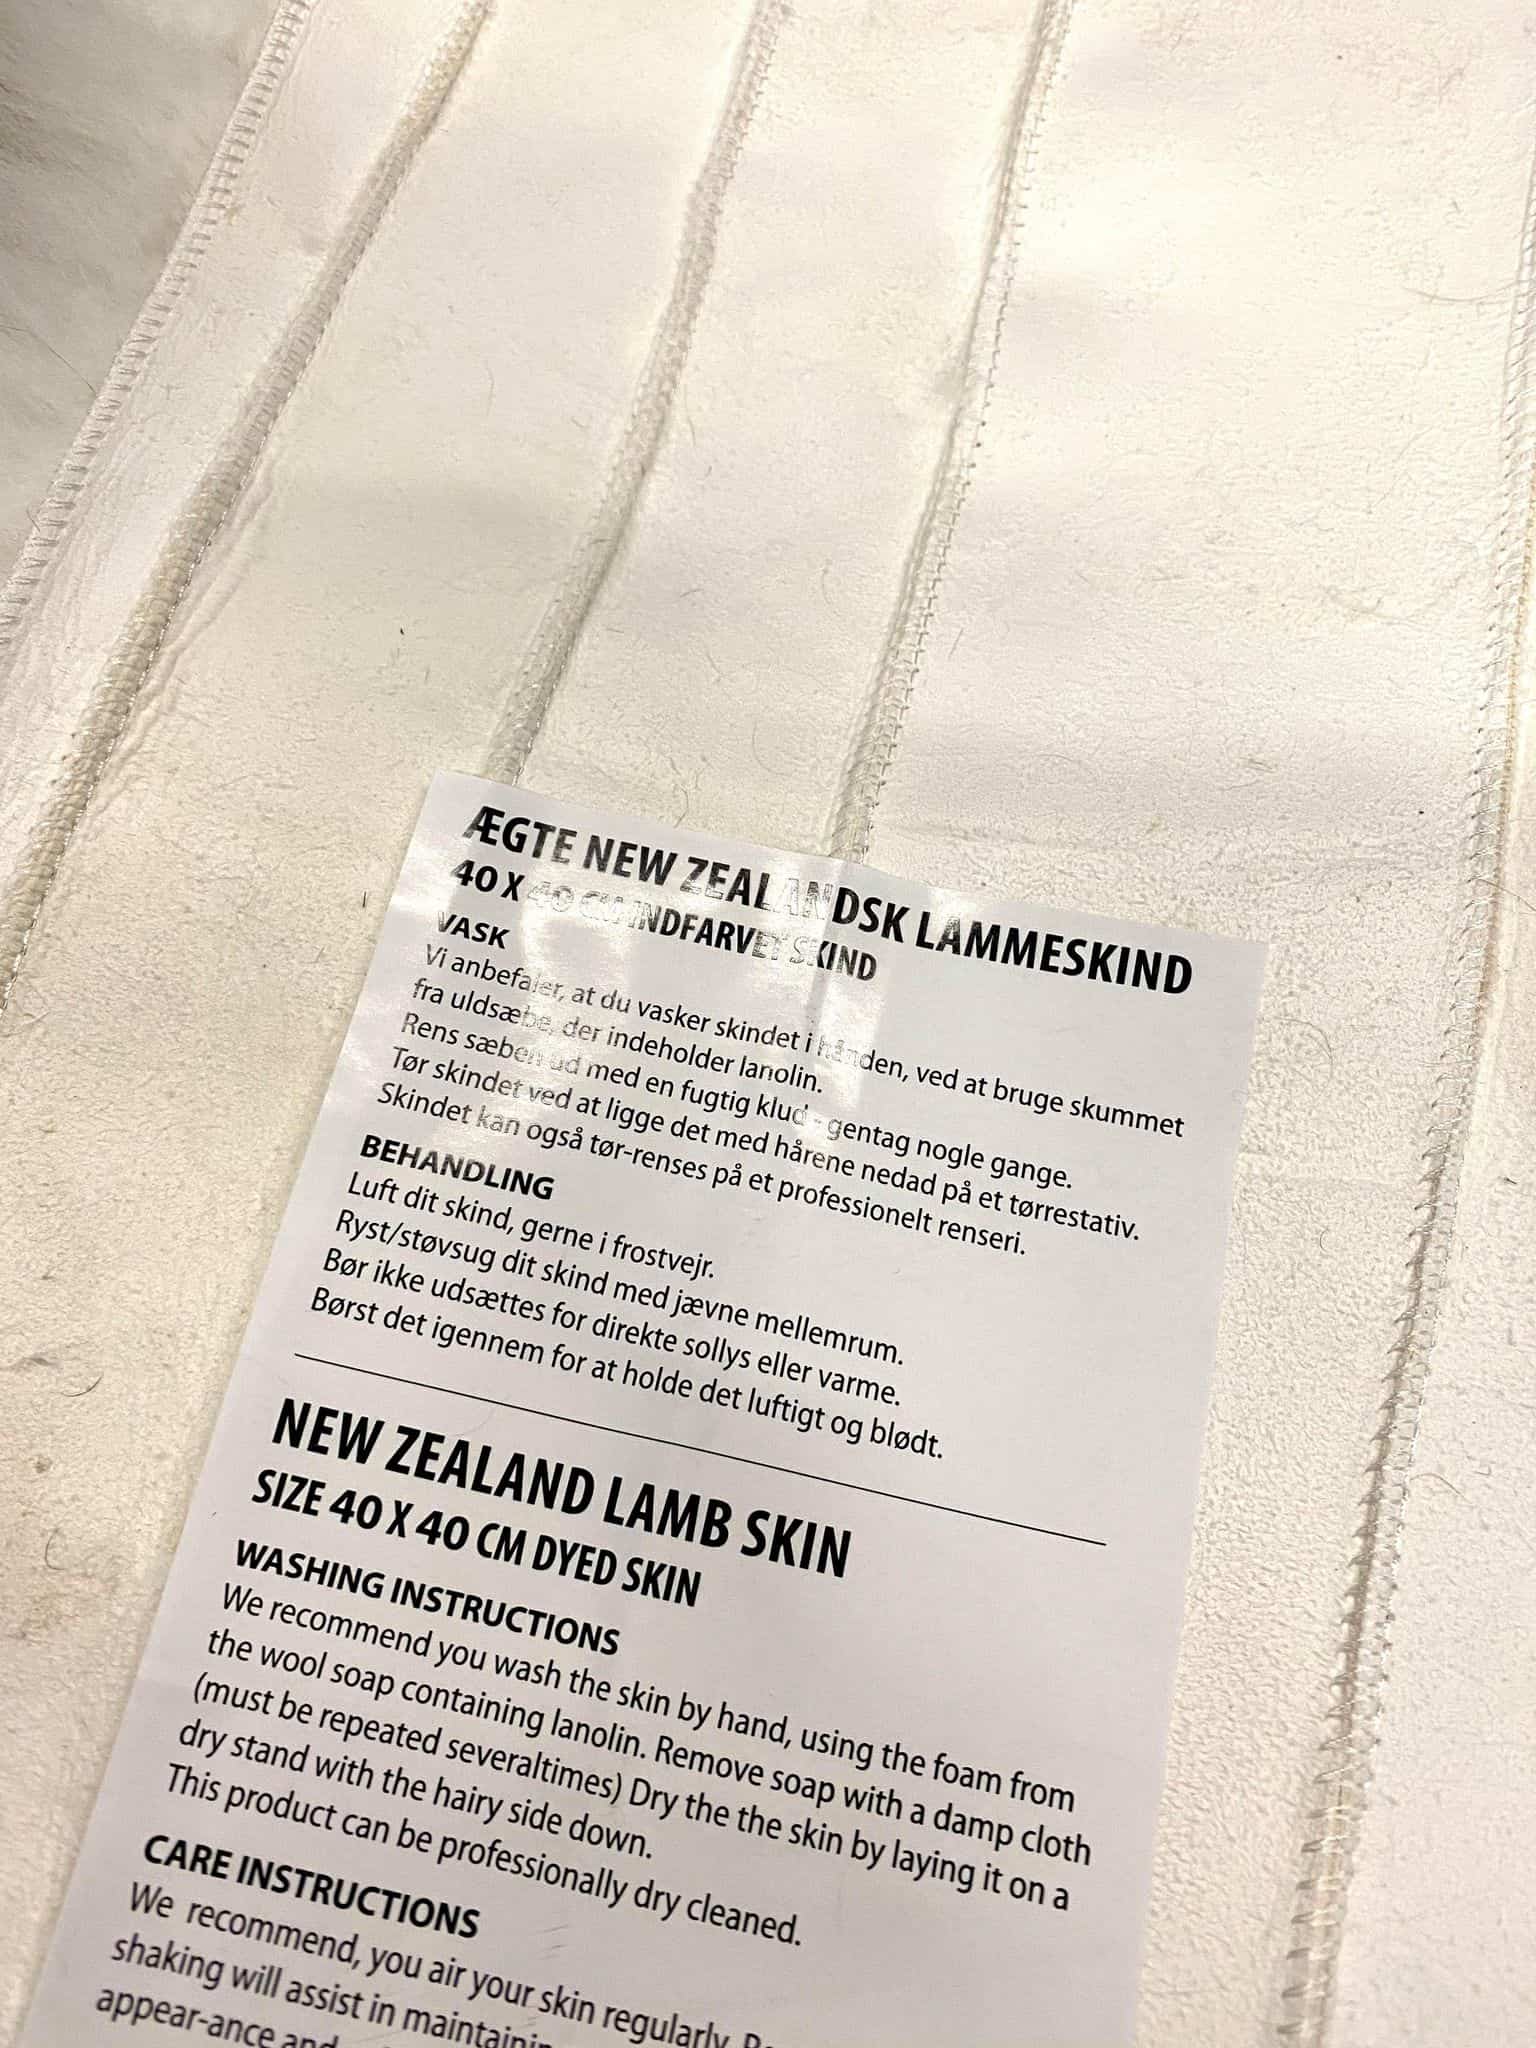 ÆGTE NEW ZEALANDSK LAMMESKIND
40 X 40 CM INDFARVET SKIND
VASK
Vi anbefaler, at du vasker skindet i hånden, ved at bruge skummet
fra uldsæbe, der indeholder lanolin.
Rens sæben ud med en fugtig klud - gentag nogle gange.
Tør skindet ved at ligge det med hårene nedad på et tørrestativ.
Skindet kan også tør-renses på et professionelt renseri.
BEHANDLING
Luft dit skind, gerne i frostvejr.
Ryst/støvsug dit skind med jævne mellemrum.
Bør ikke udsættes for direkte sollys eller varme.
Børst det igennem for at holde det luftigt og blødt.
NEW ZEALAND LAMB SKIN
SIZE 40 X 40 CM DYED SKIN
WASHING INSTRUCTIONS
We recommend you wash the skin by hand, using the foam from
the wool soap containing lanolin. Remove soap with a damp cloth
(must be repeated severaltimes) Dry the the skin by laying it on a
dry stand with the hairy side down.
This product can be professionally dry cleaned.
CARE INSTRUCTIONS
We recommend, you air your skin regularly.
shaking will assist in
appear-ance and